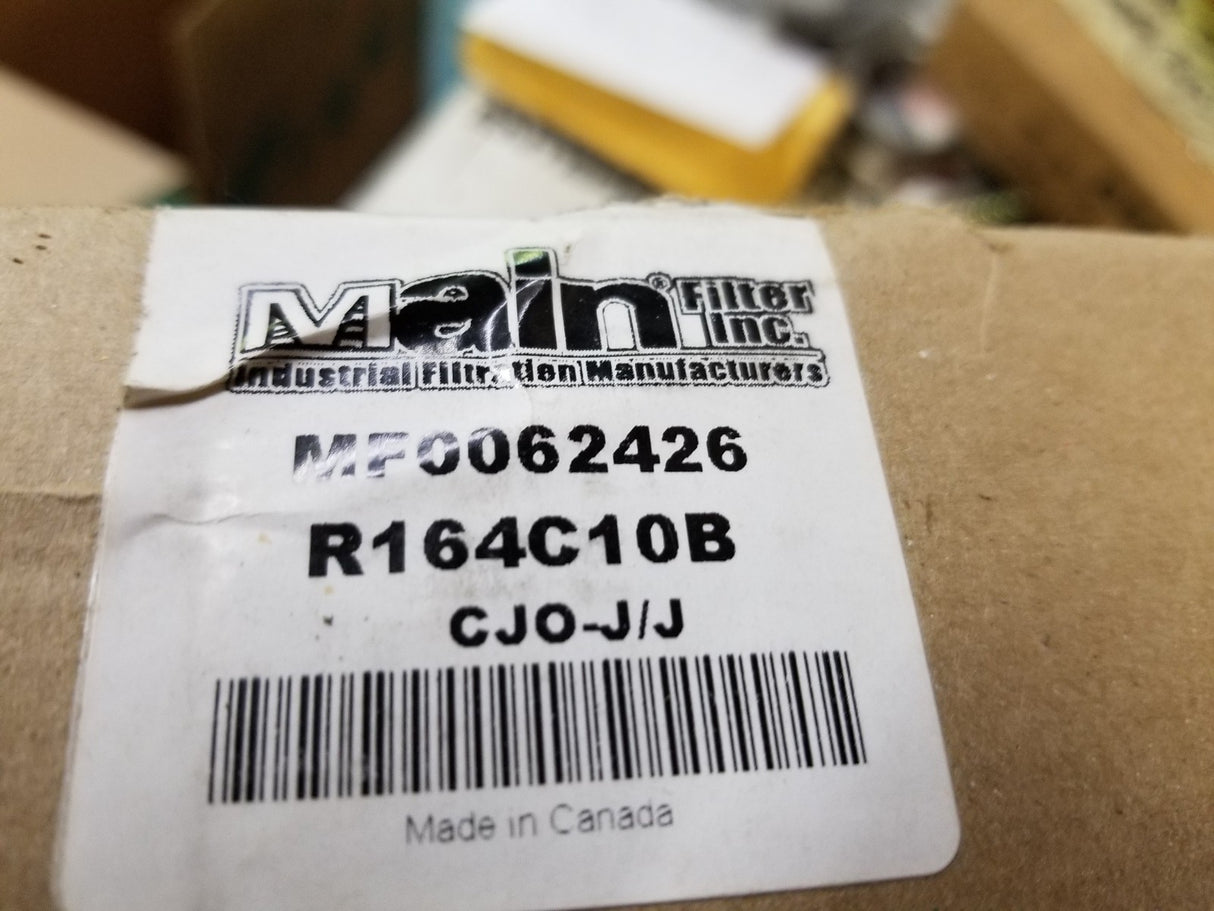 Main® Filter Inc.
Industrial Filtration Manufacturers
MF0062426
R164C10B
CJO-J/J
Made in Canada